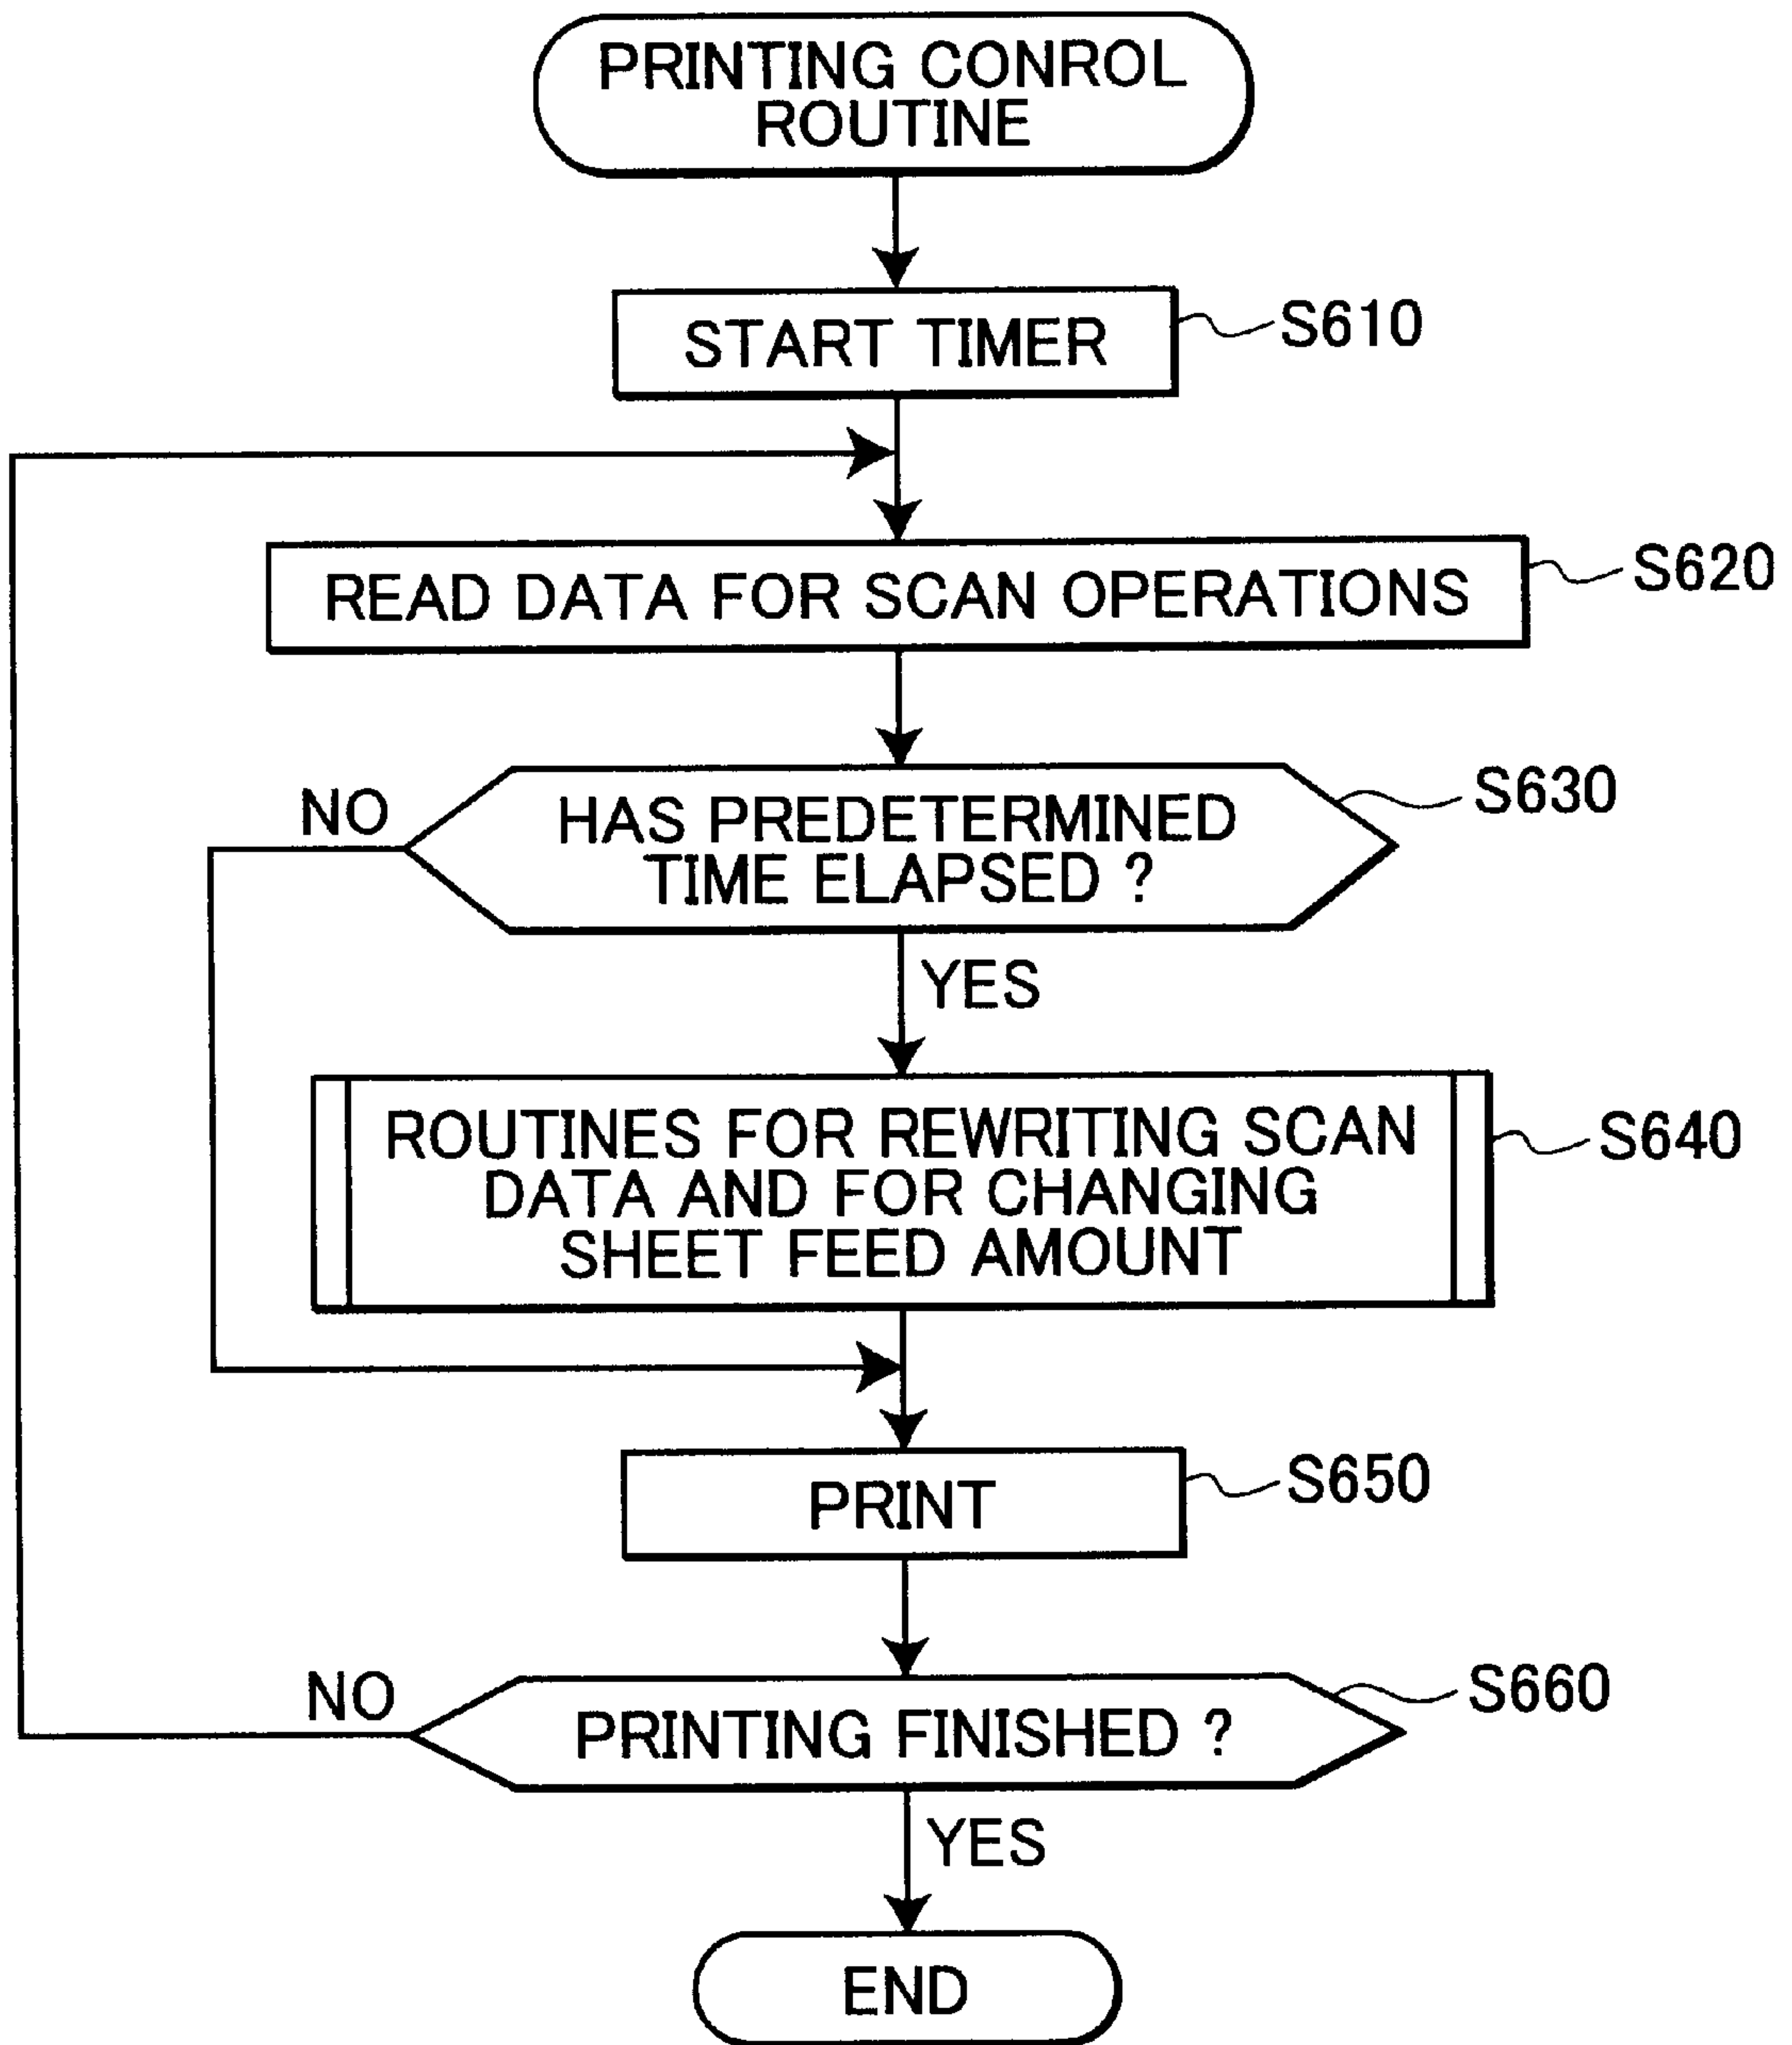 PRINTING CONROL
ROUTINE
START TIMER
S610
READ DATA FOR SCAN OPERATIONS
S620
NO
HAS PREDETERMINED
TIME ELAPSED ?
S630
YES
ROUTINES FOR REWRITING SCAN
DATA AND FOR CHANGING
SHEET FEED AMOUNT
S640
PRINT
S650
NO
PRINTING FINISHED ?
S660
YES
END